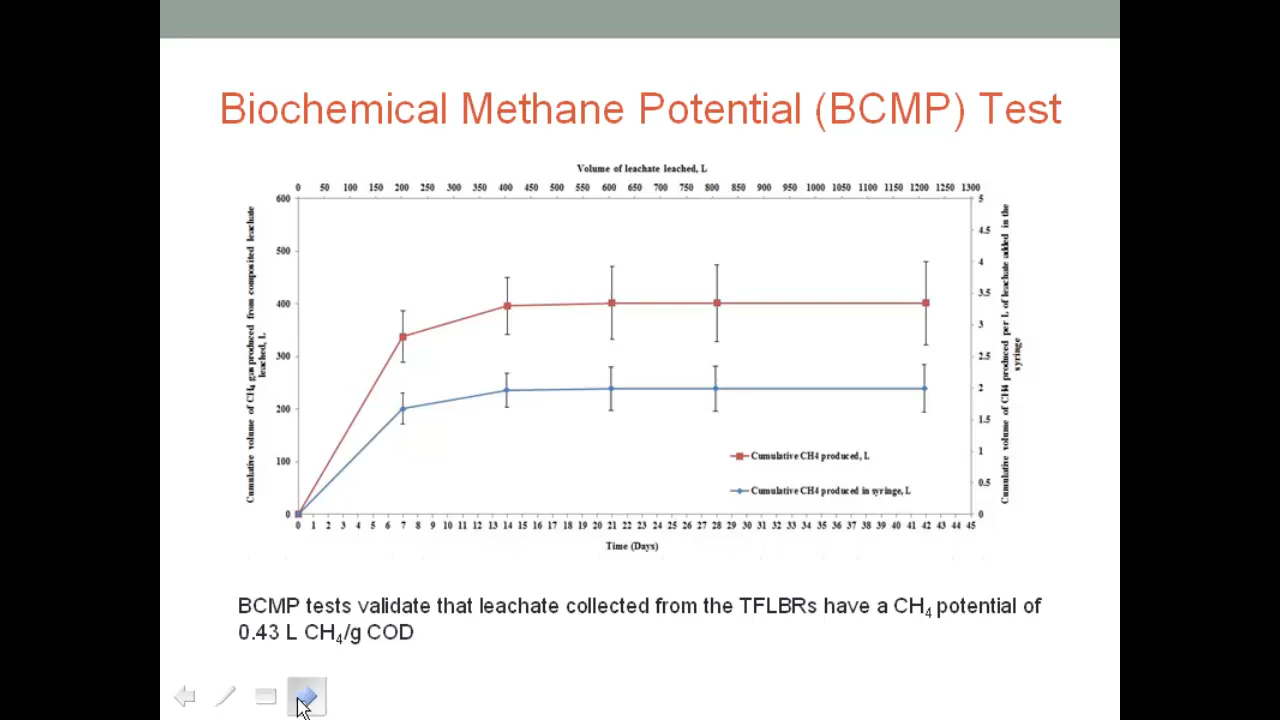 Biochemical Methane Potential (BCMP) Test
Volume of leachate leached, L
0 50 100 150 200 250 300 350 400 450 500 550 600 650 700 750 800 850 900 950 1000 1050 1100 1150 1200 1250 1300
600
500
400
300
200
100
0
Cumulative volume of CH₄ gas produced from composited leachate
leached, L
5
4.5
4
3.5
3
2.5
2
1.5
1
0.5
0
Cumulative volume of CH4 produced per L of leachate added in the
syringe
Cumulative CH4 produced, L
Cumulative CH4 produced in syringe, L
0 1 2 3 4 5 6 7 8 9 10 11 12 13 14 15 16 17 18 19 20 21 22 23 24 25 26 27 28 29 30 31 32 33 34 35 36 37 38 39 40 41 42 43 44 45
Time (Days)
BCMP tests validate that leachate collected from the TFLBRs have a CH₄ potential of
0.43 L CH₄/g COD